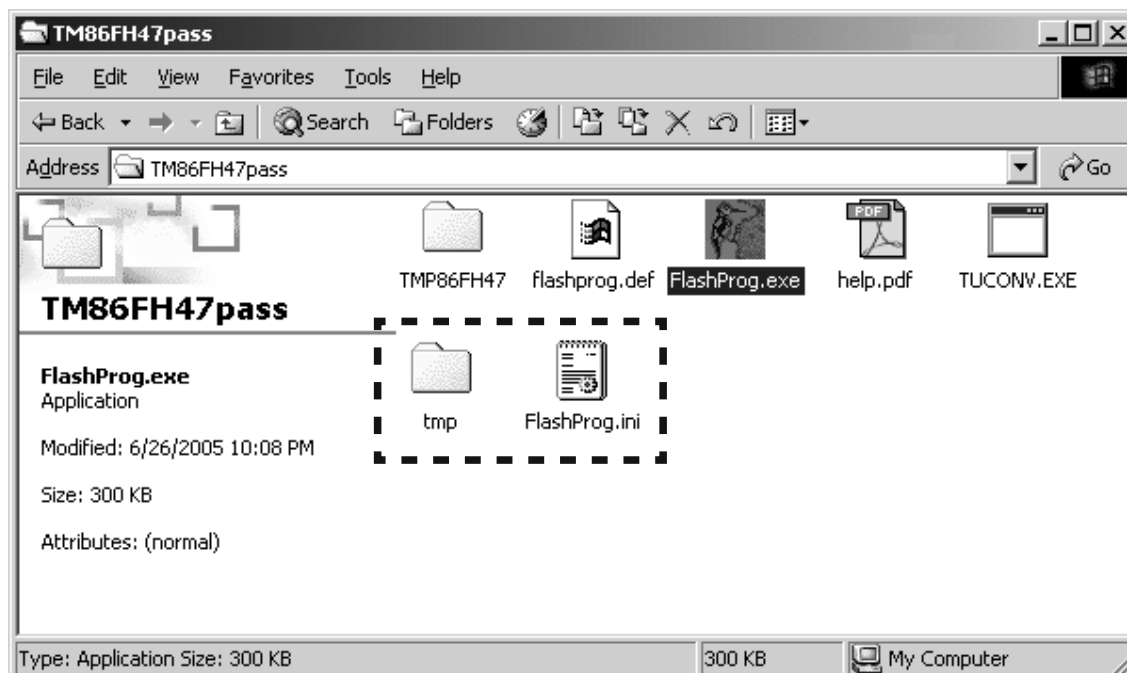 TM86FH47pass
File Edit View Favorites Tools Help
Back Search Folders
Address TM86FH47pass Go
TMP86FH47 flashprog.def FlashProg.exe help.pdf TUCONV.EXE
PDF
TM86FH47pass
tmp FlashProg.ini
FlashProg.exe
Application
Modified: 6/26/2005 10:08 PM
Size: 300 KB
Attributes: (normal)
Type: Application Size: 300 KB 300 KB My Computer